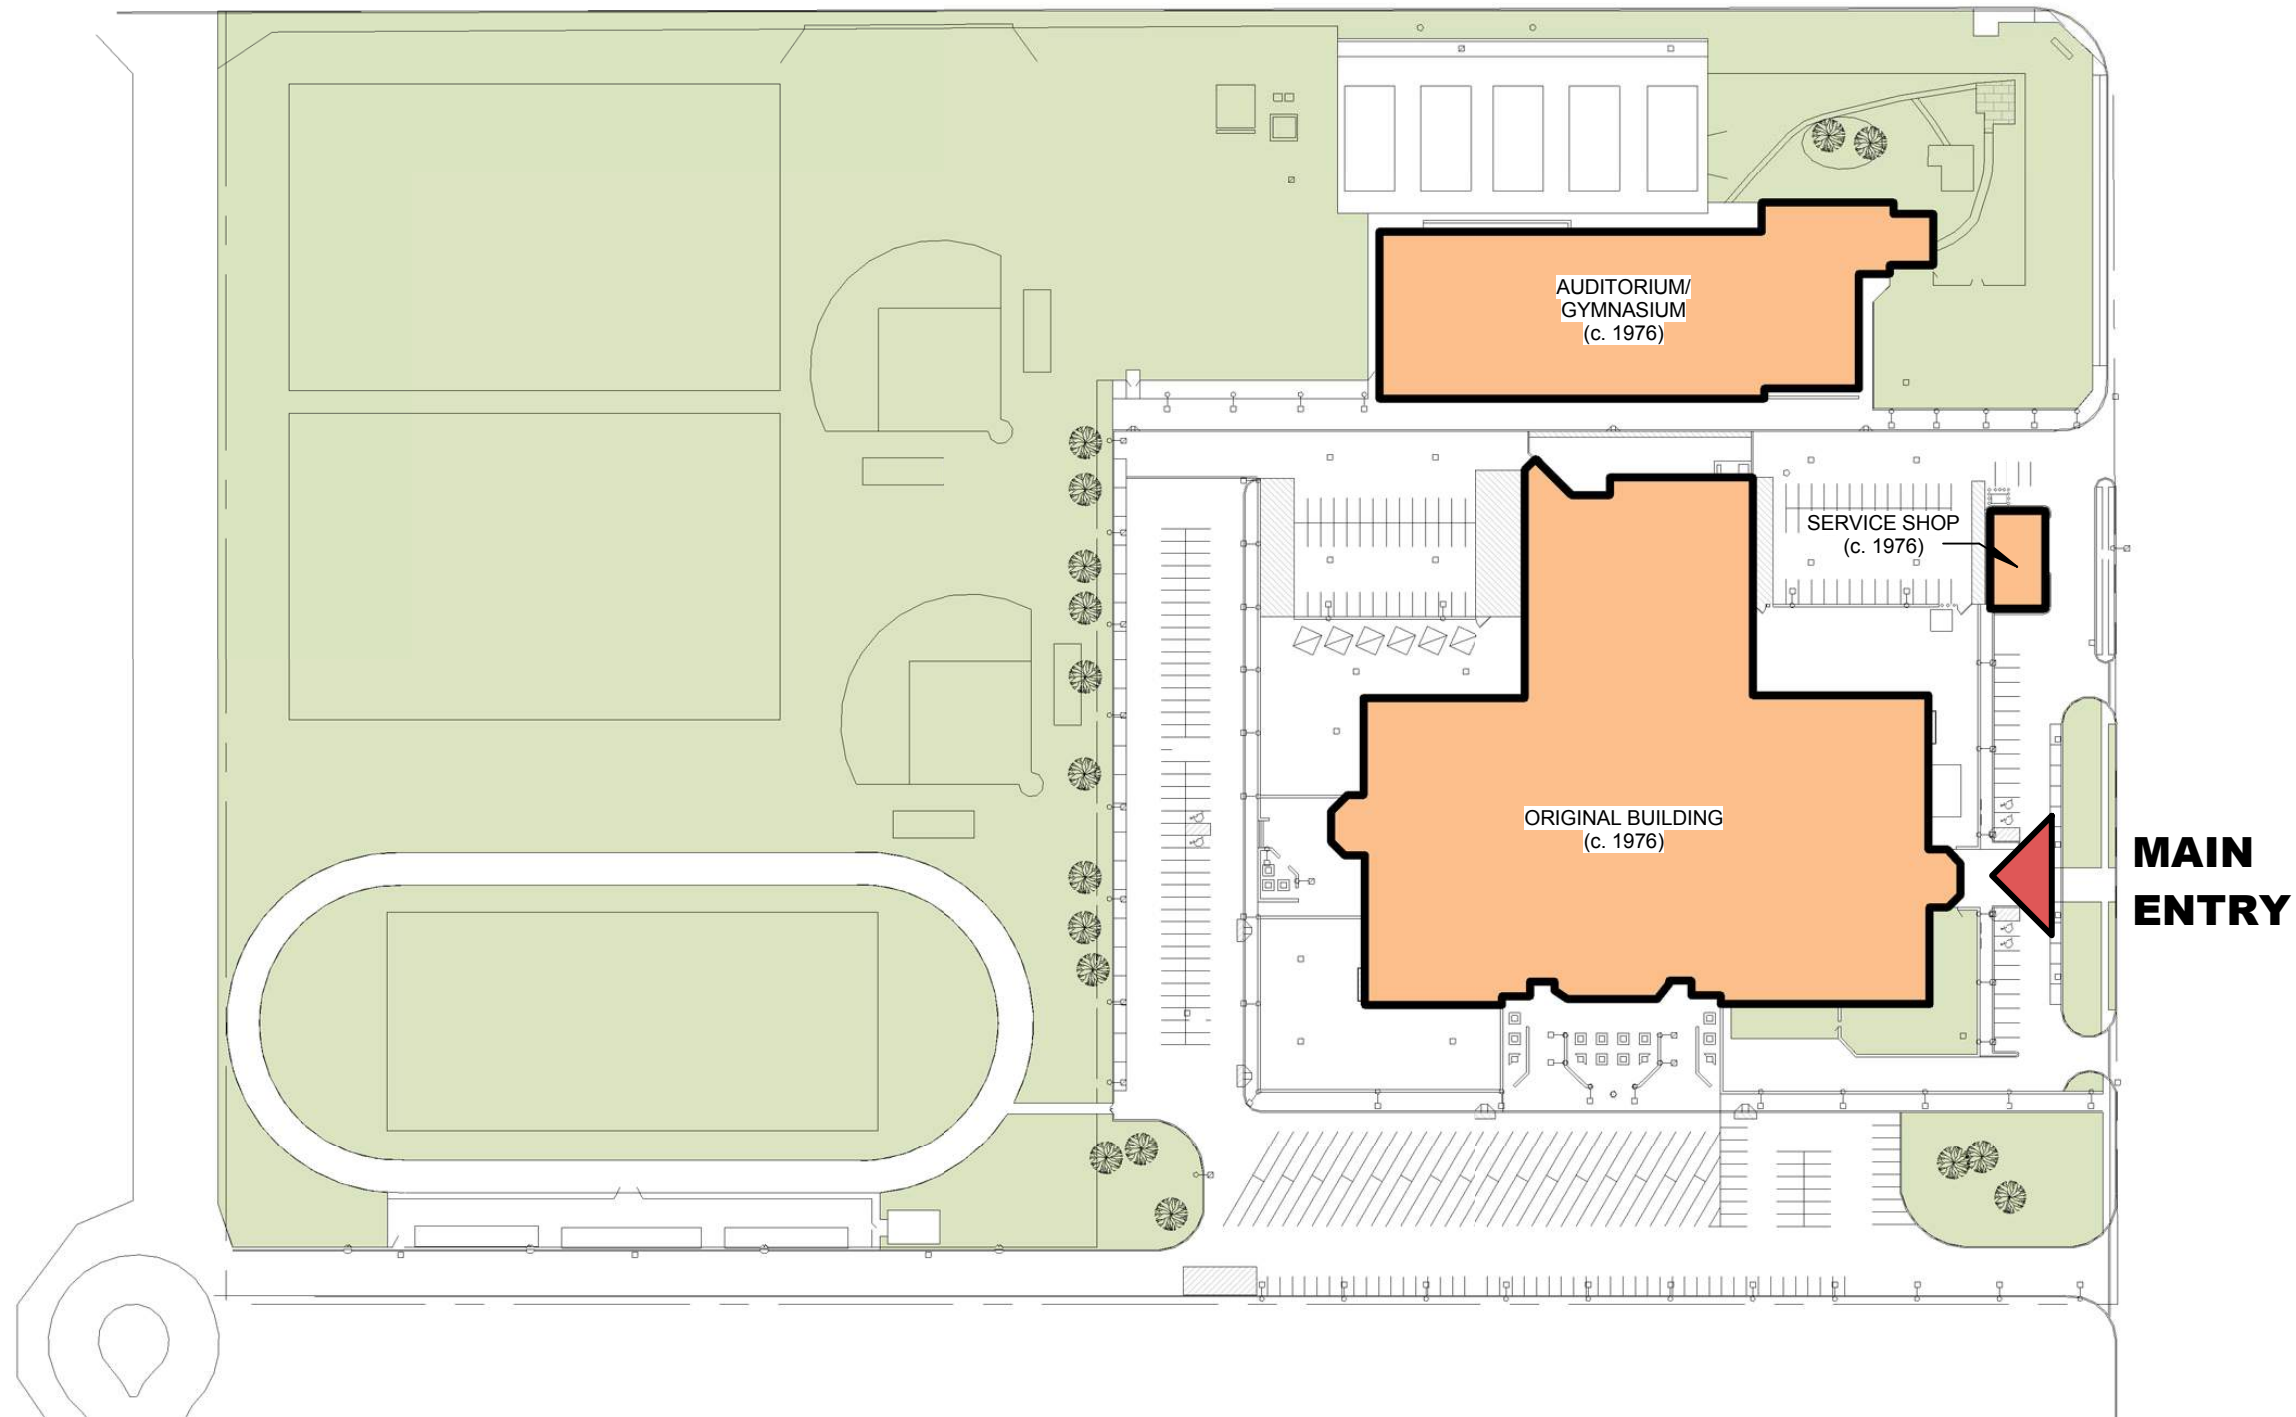 AUDITORIUM/
GYMNASIUM
(c. 1976)
SERVICE SHOP
(c. 1976)
ORIGINAL BUILDING
(c. 1976)
MAIN
ENTRY